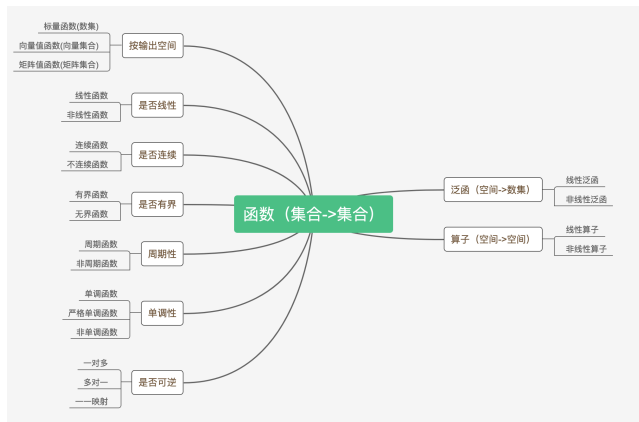 函数（集合->集合）
按输出空间
标量函数(数集)
向量值函数(向量集合)
矩阵值函数(矩阵集合)
是否线性
线性函数
非线性函数
是否连续
连续函数
不连续函数
是否有界
有界函数
无界函数
周期性
周期函数
非周期函数
单调性
单调函数
严格单调函数
非单调函数
是否可逆
一对多
多对一
一一映射
泛函（空间->数集）
线性泛函
非线性泛函
算子（空间->空间）
线性算子
非线性算子